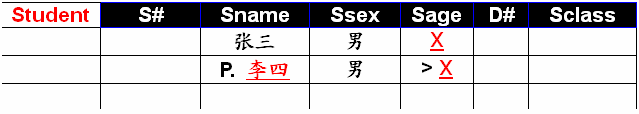 Student S# Sname Ssex Sage D# Sclass
张三 男 X
P. 李四 男 > X